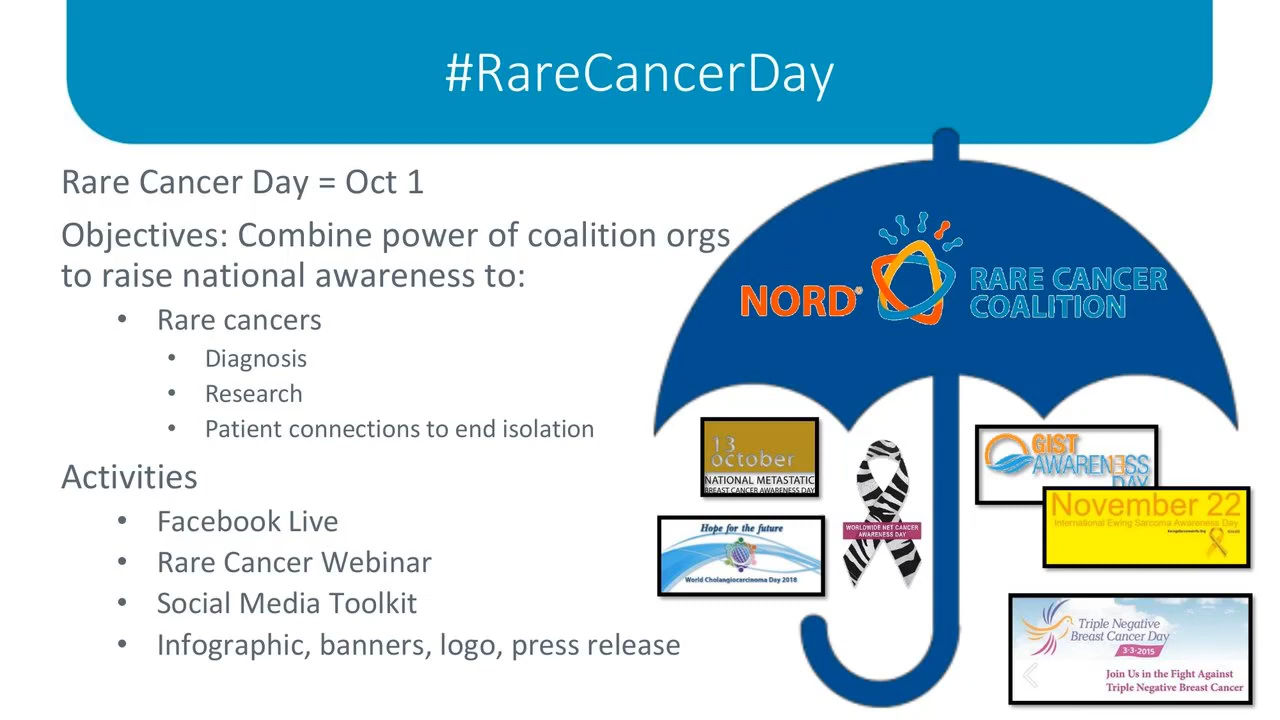 #RareCancerDay
Rare Cancer Day = Oct 1
Objectives: Combine power of coalition orgs
to raise national awareness to:
• Rare cancers
• Diagnosis
• Research
• Patient connections to end isolation
Activities
• Facebook Live
• Rare Cancer Webinar
• Social Media Toolkit
• Infographic, banners, logo, press release
NORD®
RARE CANCER
COALITION
13
october
NATIONAL METASTATIC
BREAST CANCER AWARENESS DAY
Hope for the future
World Cholangiocarcinoma Day 2018
WORLDWIDE NET CANCER
AWARENESS DAY
GIST
AWARENESS
DAY
November 22
International Ewing Sarcoma Awareness Day
Triple Negative
Breast Cancer Day
3·3·2015
Join Us in the Fight Against
Triple Negative Breast Cancer